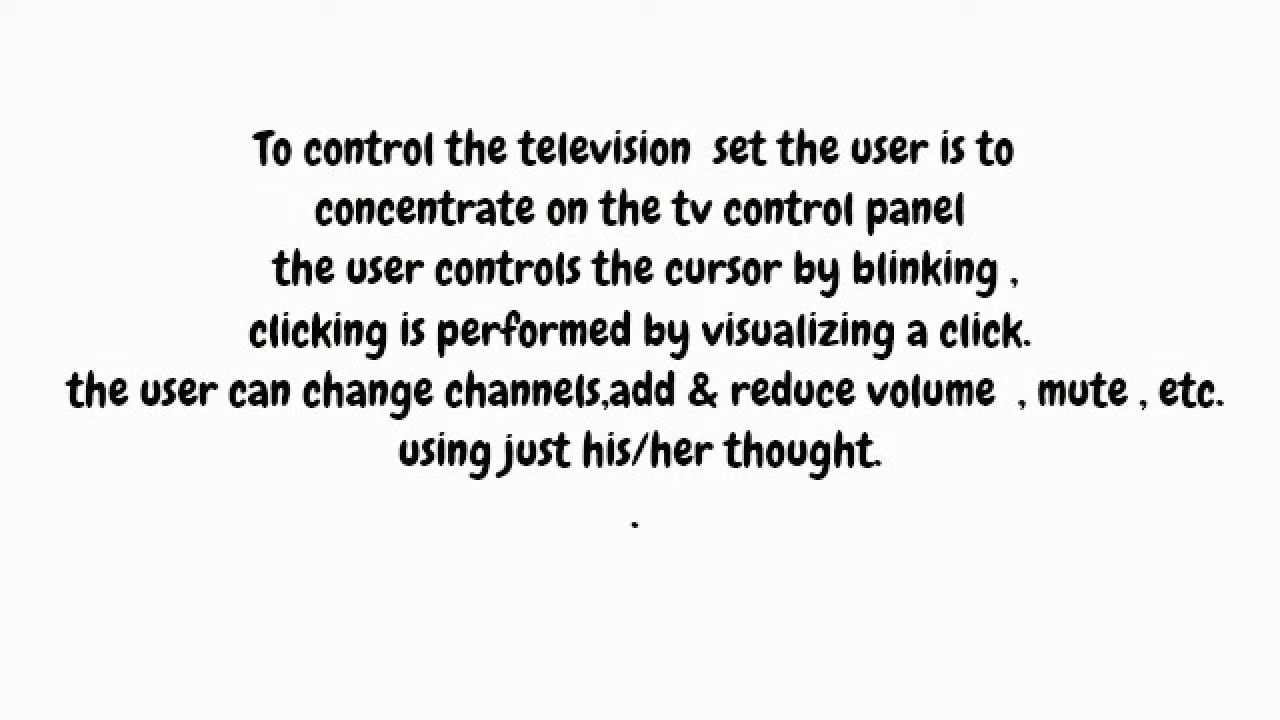 To control the television set the user is to
concentrate on the tv control panel
the user controls the cursor by blinking ,
clicking is performed by visualizing a click.
the user can change channels,add & reduce volume , mute , etc.
using just his/her thought.
.